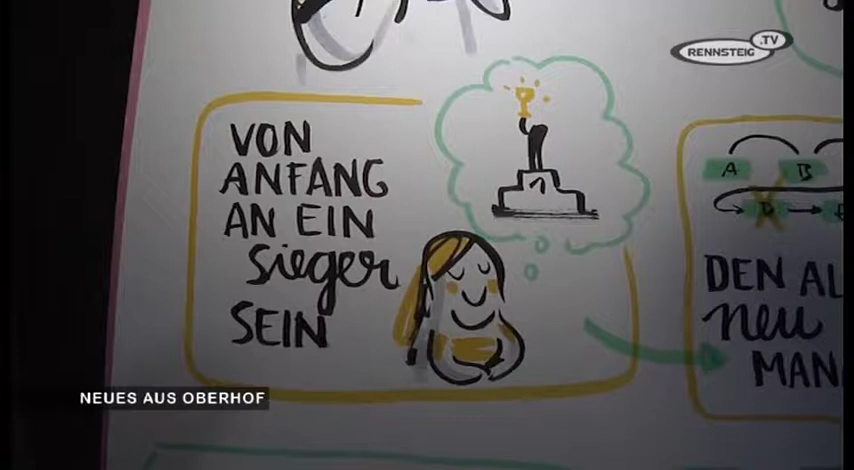 RENNSTEIG .TV
VON
ANFANG
AN EIN
sieger
SEIN
1
A B
D
DEN AL
neu
MAN
NEUES AUS OBERHOF